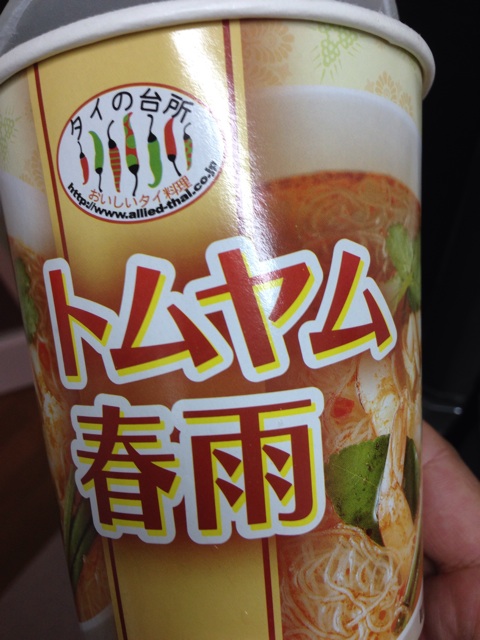 タイの台所
おいしいタイ料理
http://www.allied-thai.co.jp
トムヤム
春雨